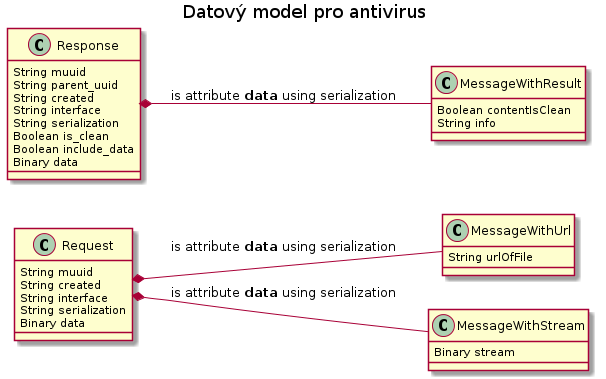 Datový model pro antivirus
C Response
String muuid
String parent_uuid
String created
String interface
String serialization
Boolean is_clean
Boolean include_data
Binary data
is attribute data using serialization
C MessageWithResult
Boolean contentIsClean
String info
C Request
String muuid
String created
String interface
String serialization
Binary data
is attribute data using serialization
C MessageWithUrl
String urlOfFile
is attribute data using serialization
C MessageWithStream
Binary stream